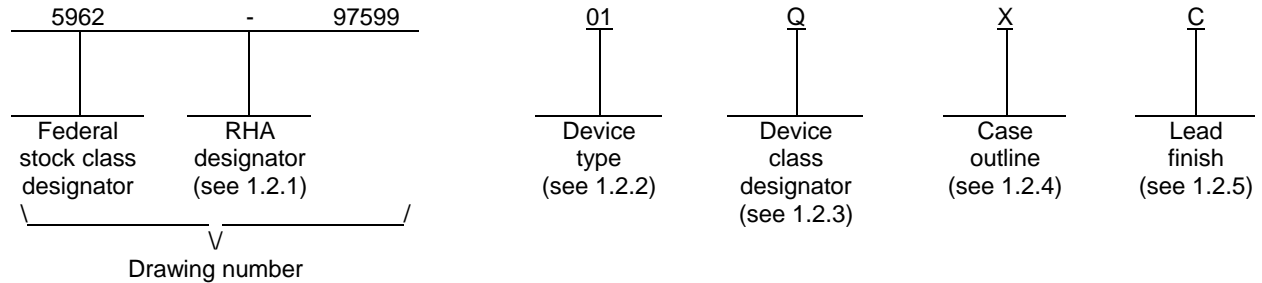 5962 - 97599 01 Q X C
Federal stock class designator
RHA designator (see 1.2.1)
Device type (see 1.2.2)
Device class designator (see 1.2.3)
Case outline (see 1.2.4)
Lead finish (see 1.2.5)
Drawing number